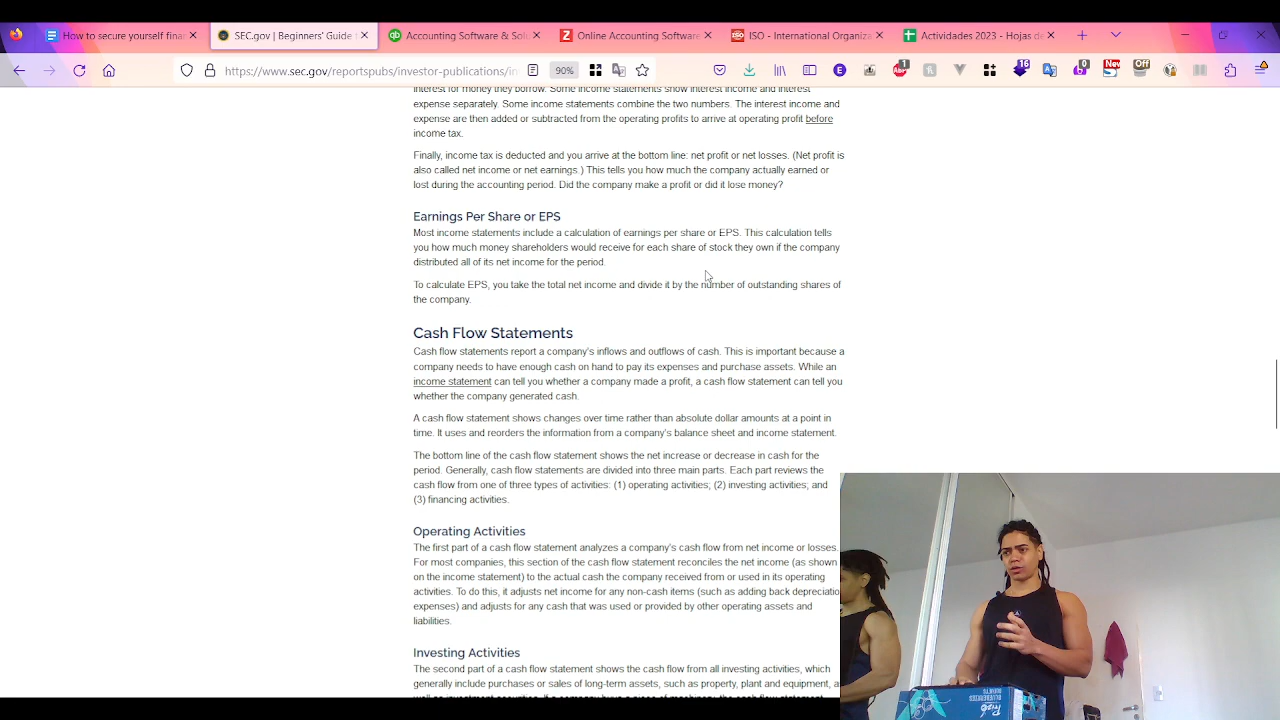 How to secure yourself finan
SEC.gov | Beginners' Guide t
Accounting Software & Solu
Online Accounting Software
ISO - International Organiza
Actividades 2023 - Hojas de
https://www.sec.gov/reportspubs/investor-publications/in
90%
1
16
0
New
Off
interest for money they borrow. Some income statements show interest income and interest
expense separately. Some income statements combine the two numbers. The interest income and
expense are then added or subtracted from the operating profits to arrive at operating profit before
income tax.
Finally, income tax is deducted and you arrive at the bottom line: net profit or net losses. (Net profit is
also called net income or net earnings.) This tells you how much the company actually earned or
lost during the accounting period. Did the company make a profit or did it lose money?
Earnings Per Share or EPS
Most income statements include a calculation of earnings per share or EPS. This calculation tells
you how much money shareholders would receive for each share of stock they own if the company
distributed all of its net income for the period.
To calculate EPS, you take the total net income and divide it by the number of outstanding shares of
the company.
Cash Flow Statements
Cash flow statements report a company's inflows and outflows of cash. This is important because a
company needs to have enough cash on hand to pay its expenses and purchase assets. While an
income statement can tell you whether a company made a profit, a cash flow statement can tell you
whether the company generated cash.
A cash flow statement shows changes over time rather than absolute dollar amounts at a point in
time. It uses and reorders the information from a company's balance sheet and income statement.
The bottom line of the cash flow statement shows the net increase or decrease in cash for the
period. Generally, cash flow statements are divided into three main parts. Each part reviews the
cash flow from one of three types of activities: (1) operating activities; (2) investing activities; and
(3) financing activities.
Operating Activities
The first part of a cash flow statement analyzes a company's cash flow from net income or losses.
For most companies, this section of the cash flow statement reconciles the net income (as shown
on the income statement) to the actual cash the company received from or used in its operating
activities. To do this, it adjusts net income for any non-cash items (such as adding back depreciatio
expenses) and adjusts for any cash that was used or provided by other operating assets and
liabilities.
Investing Activities
The second part of a cash flow statement shows the cash flow from all investing activities, which
generally include purchases or sales of long-term assets, such as property, plant and equipment, a